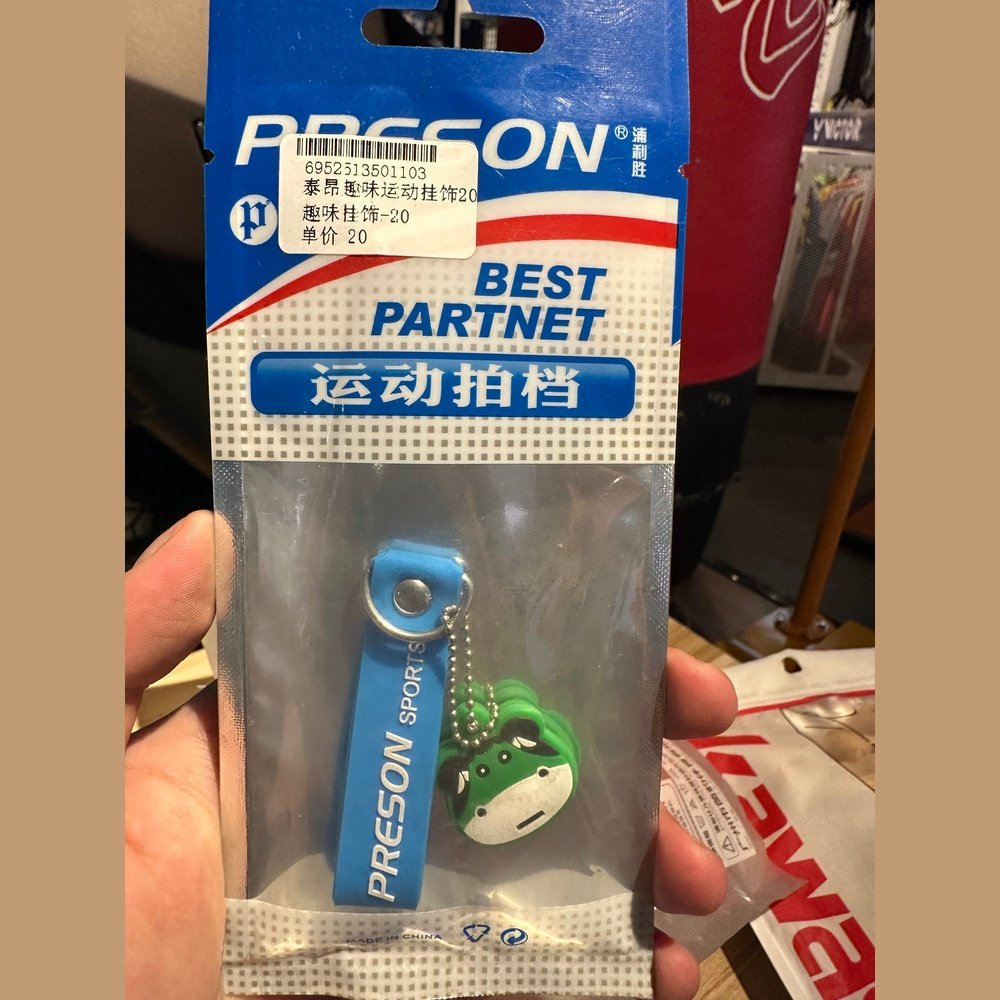 PRESON®
浦利胜
6952513501103
泰昂趣味运动挂饰20
趣味挂饰-20
单价 20
BEST
PARTNET
运动拍档
PRESON SPORTS
MADE IN CHINA
VICTOR